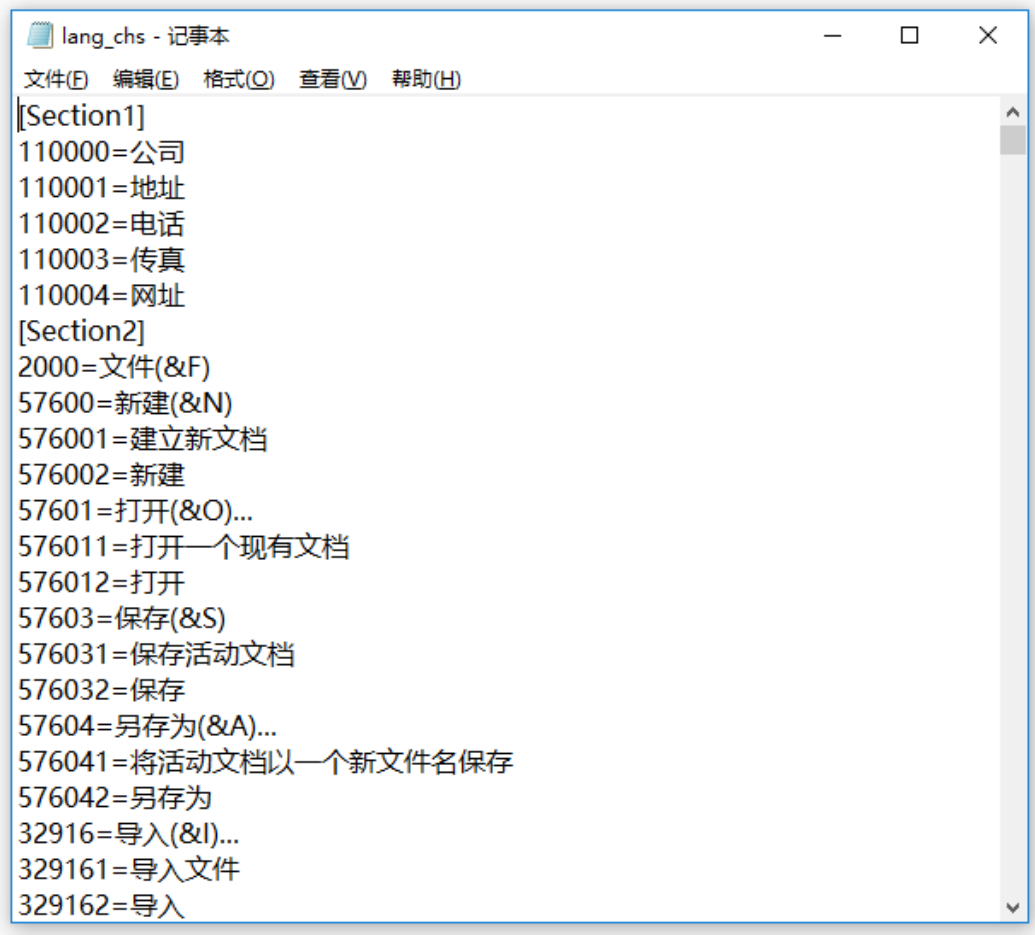 lang_chs - 记事本
文件(F) 编辑(E) 格式(O) 查看(V) 帮助(H)
[Section1]
110000=公司
110001=地址
110002=电话
110003=传真
110004=网址
[Section2]
2000=文件(&F)
57600=新建(&N)
576001=建立新文档
576002=新建
57601=打开(&O)...
576011=打开一个现有文档
576012=打开
57603=保存(&S)
576031=保存活动文档
576032=保存
57604=另存为(&A)...
576041=将活动文档以一个新文件名保存
576042=另存为
32916=导入(&I)...
329161=导入文件
329162=导入